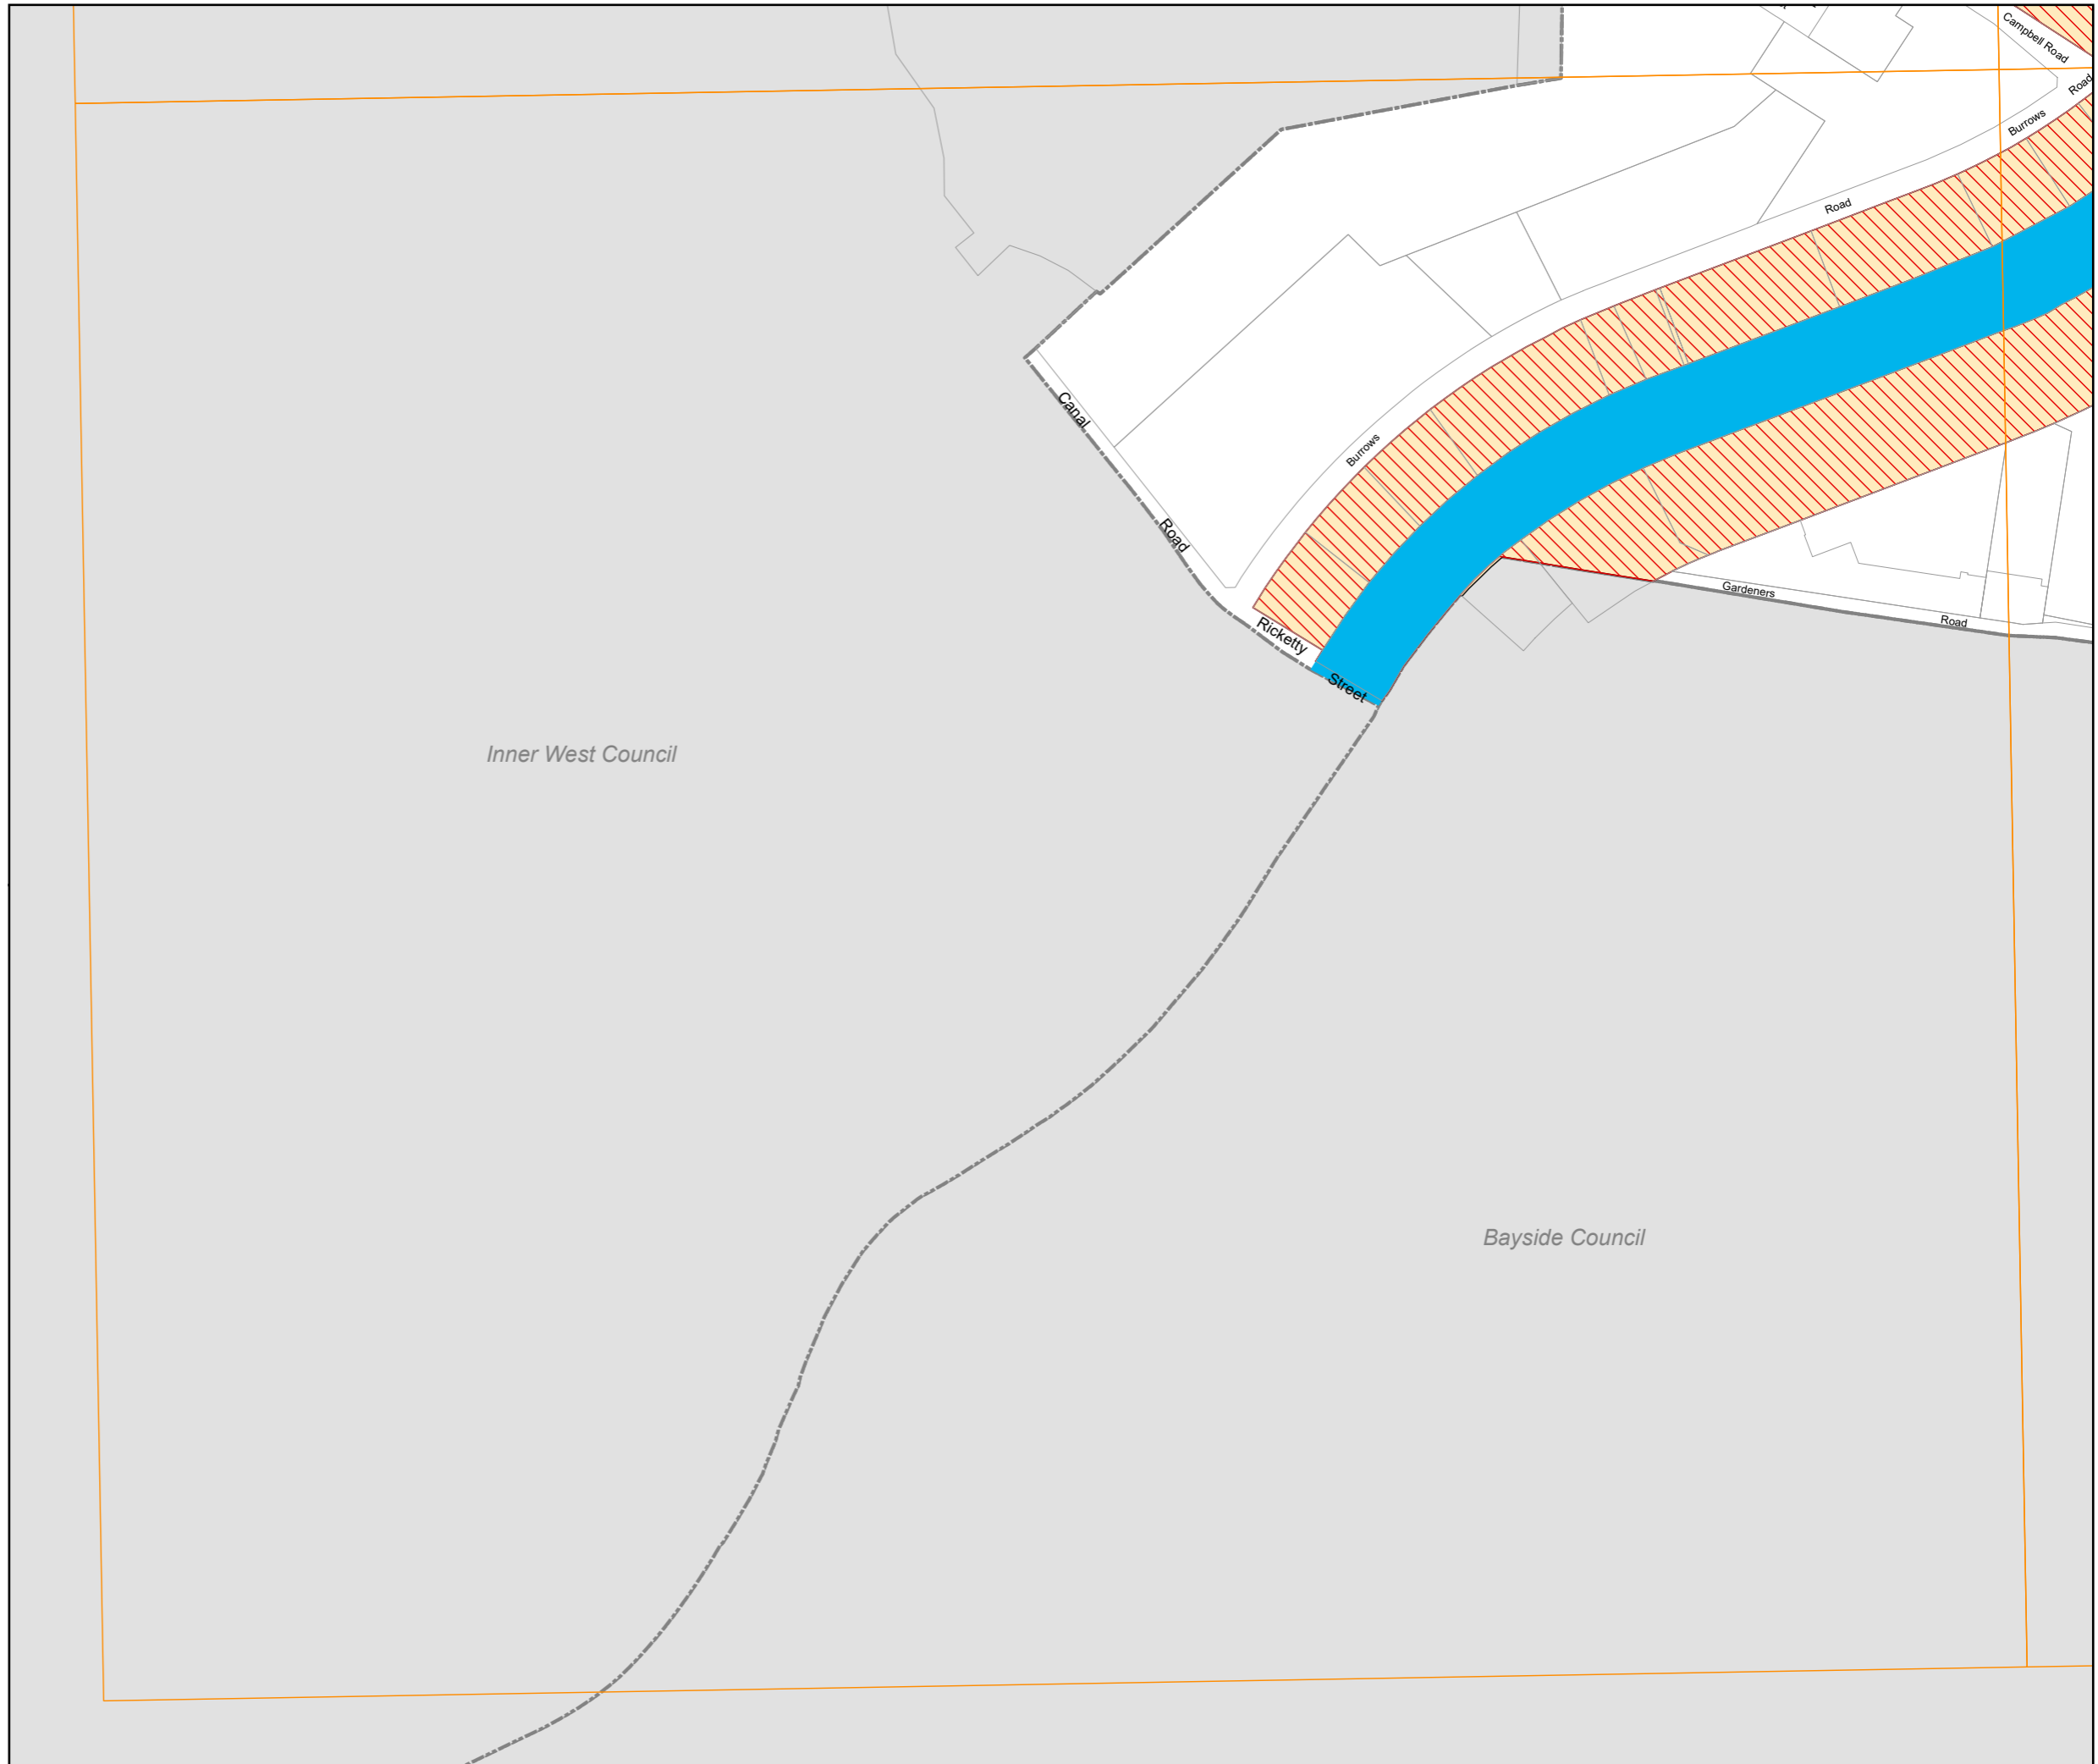 Campbell Road
Road
Burrows
Road
Canal
Burrows
Road
Gardeners
Road
Ricketty
Street
Inner West Council
Bayside Council